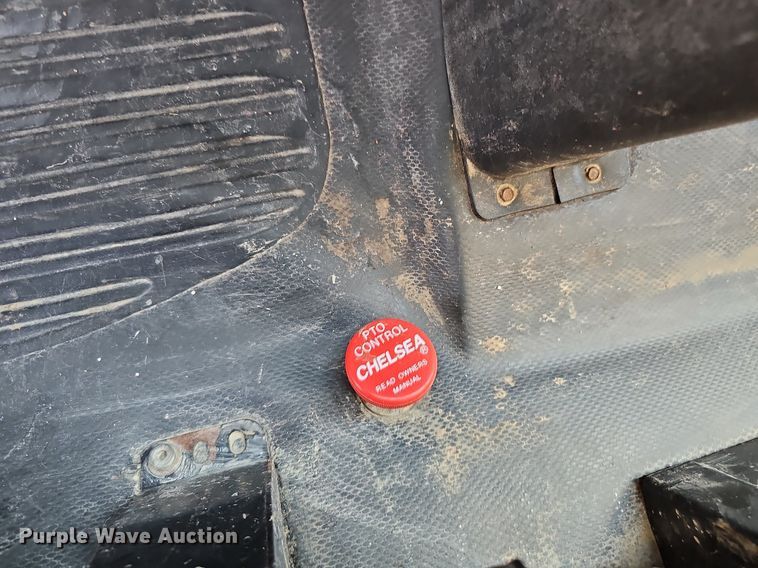 PTO-
CONTROL
CHELSEA®
READ OWNERS
MANUAL
Purple Wave Auction®